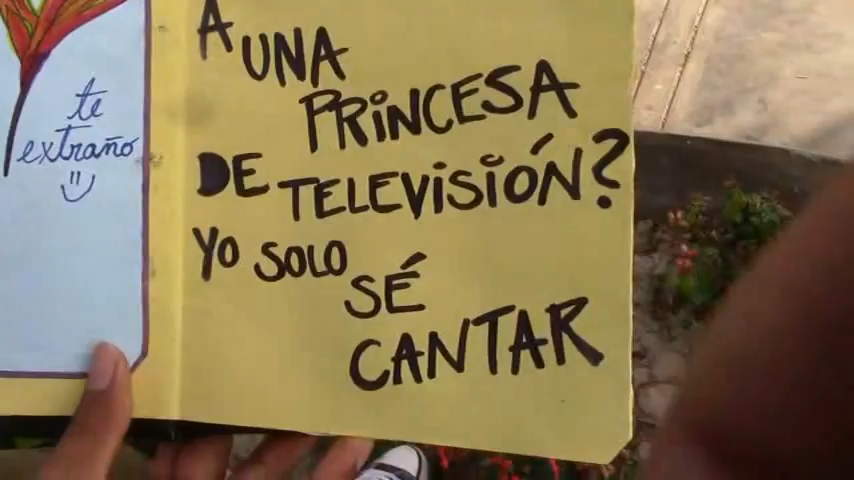 te
extraño
A UNA
PRINCESA
DE TELEVISIÓN?
YO SOLO
SÉ
CANTAR